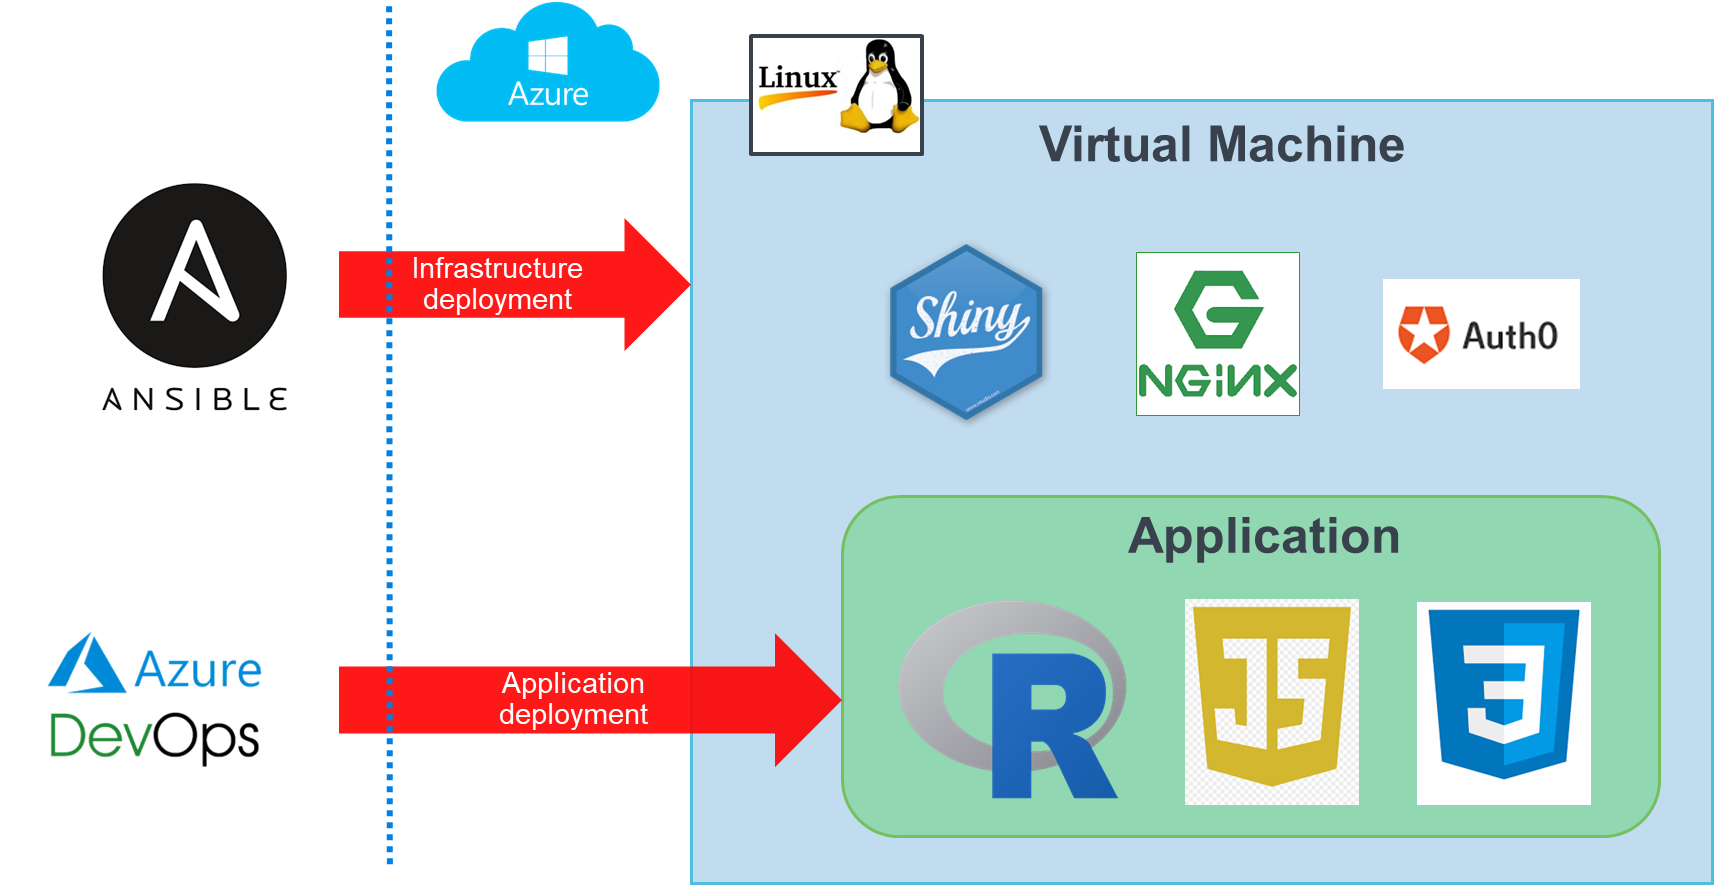 Azure
Linux
Virtual Machine
ANSIBLE
Infrastructure
deployment
Shiny
NGiNX
Auth0
Application
Azure
DevOps
Application
deployment
R
JS
3